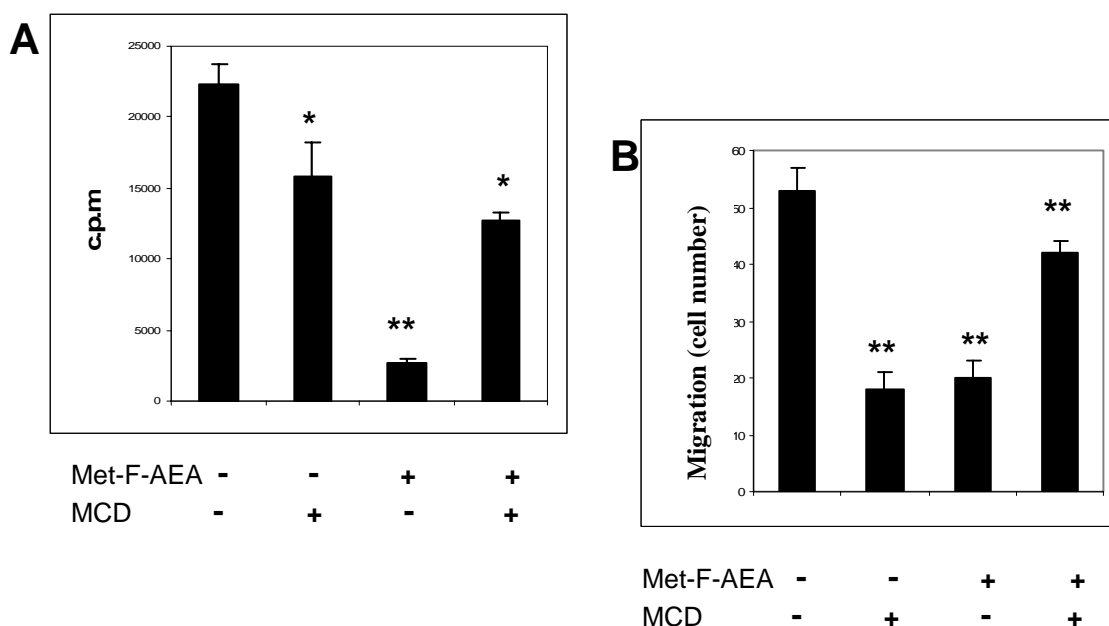 A
25000
20000
15000
10000
5000
0
c.p.m
*
**
*
Met-F-AEA - - + +
MCD - + - +
B
60
50
40
30
20
10
0
Migration (cell number)
**
**
**
Met-F-AEA - - + +
MCD - + - +